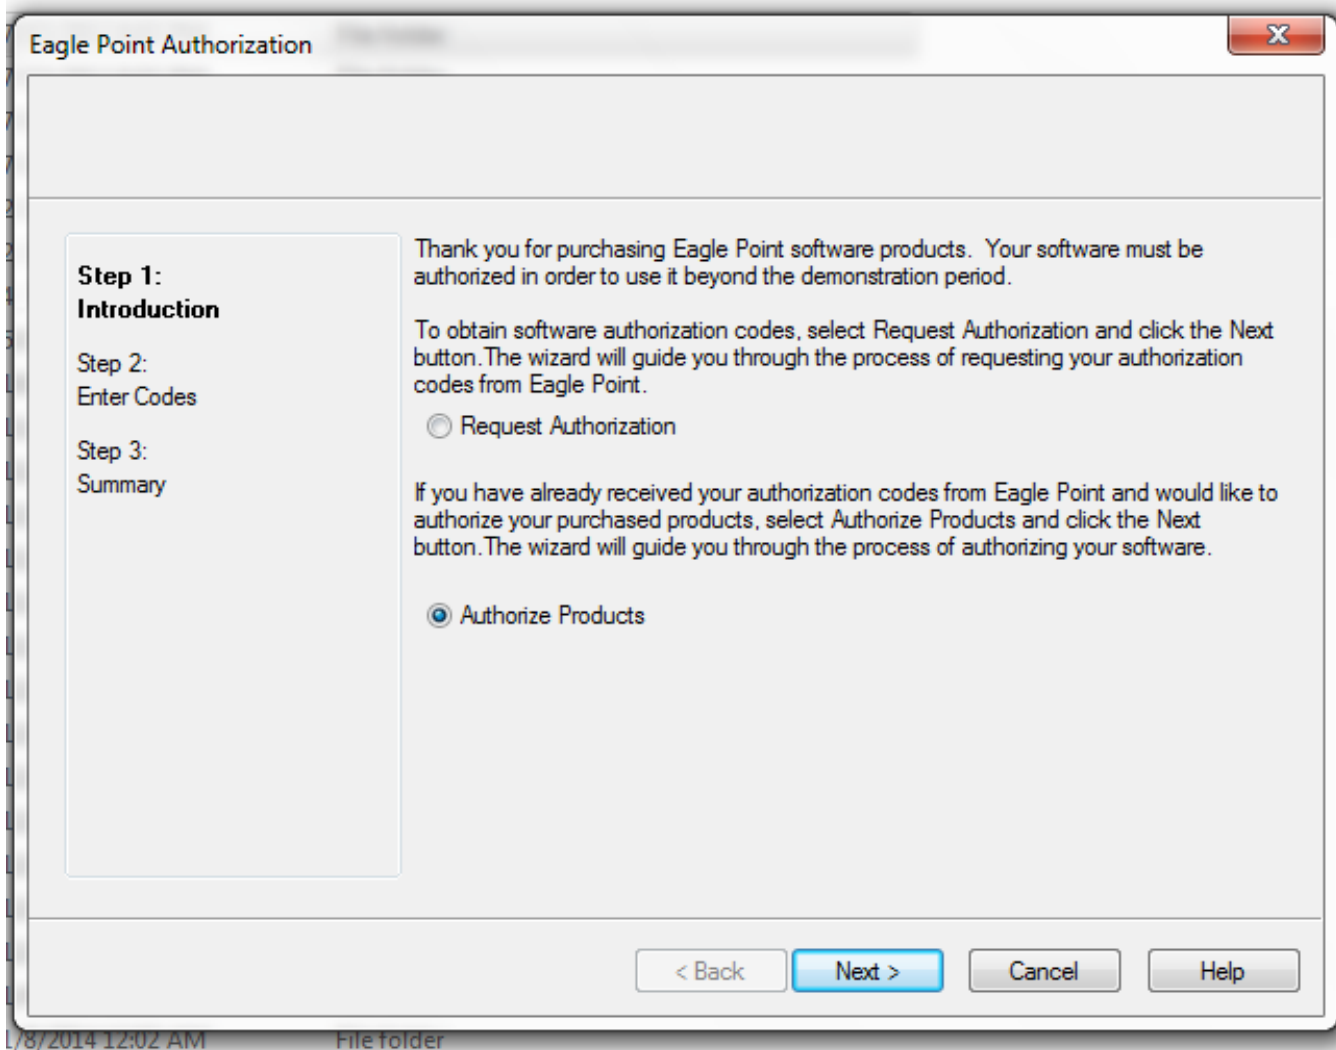 Eagle Point Authorization
Step 1:
Introduction
Step 2:
Enter Codes
Step 3:
Summary
Thank you for purchasing Eagle Point software products.  Your software must be
authorized in order to use it beyond the demonstration period.
To obtain software authorization codes, select Request Authorization and click the Next
button.The wizard will guide you through the process of requesting your authorization
codes from Eagle Point.
Request Authorization
If you have already received your authorization codes from Eagle Point and would like to
authorize your purchased products, select Authorize Products and click the Next
button.The wizard will guide you through the process of authorizing your software.
Authorize Products
< Back
Next >
Cancel
Help
/8/2014 12:02 AM
File folder